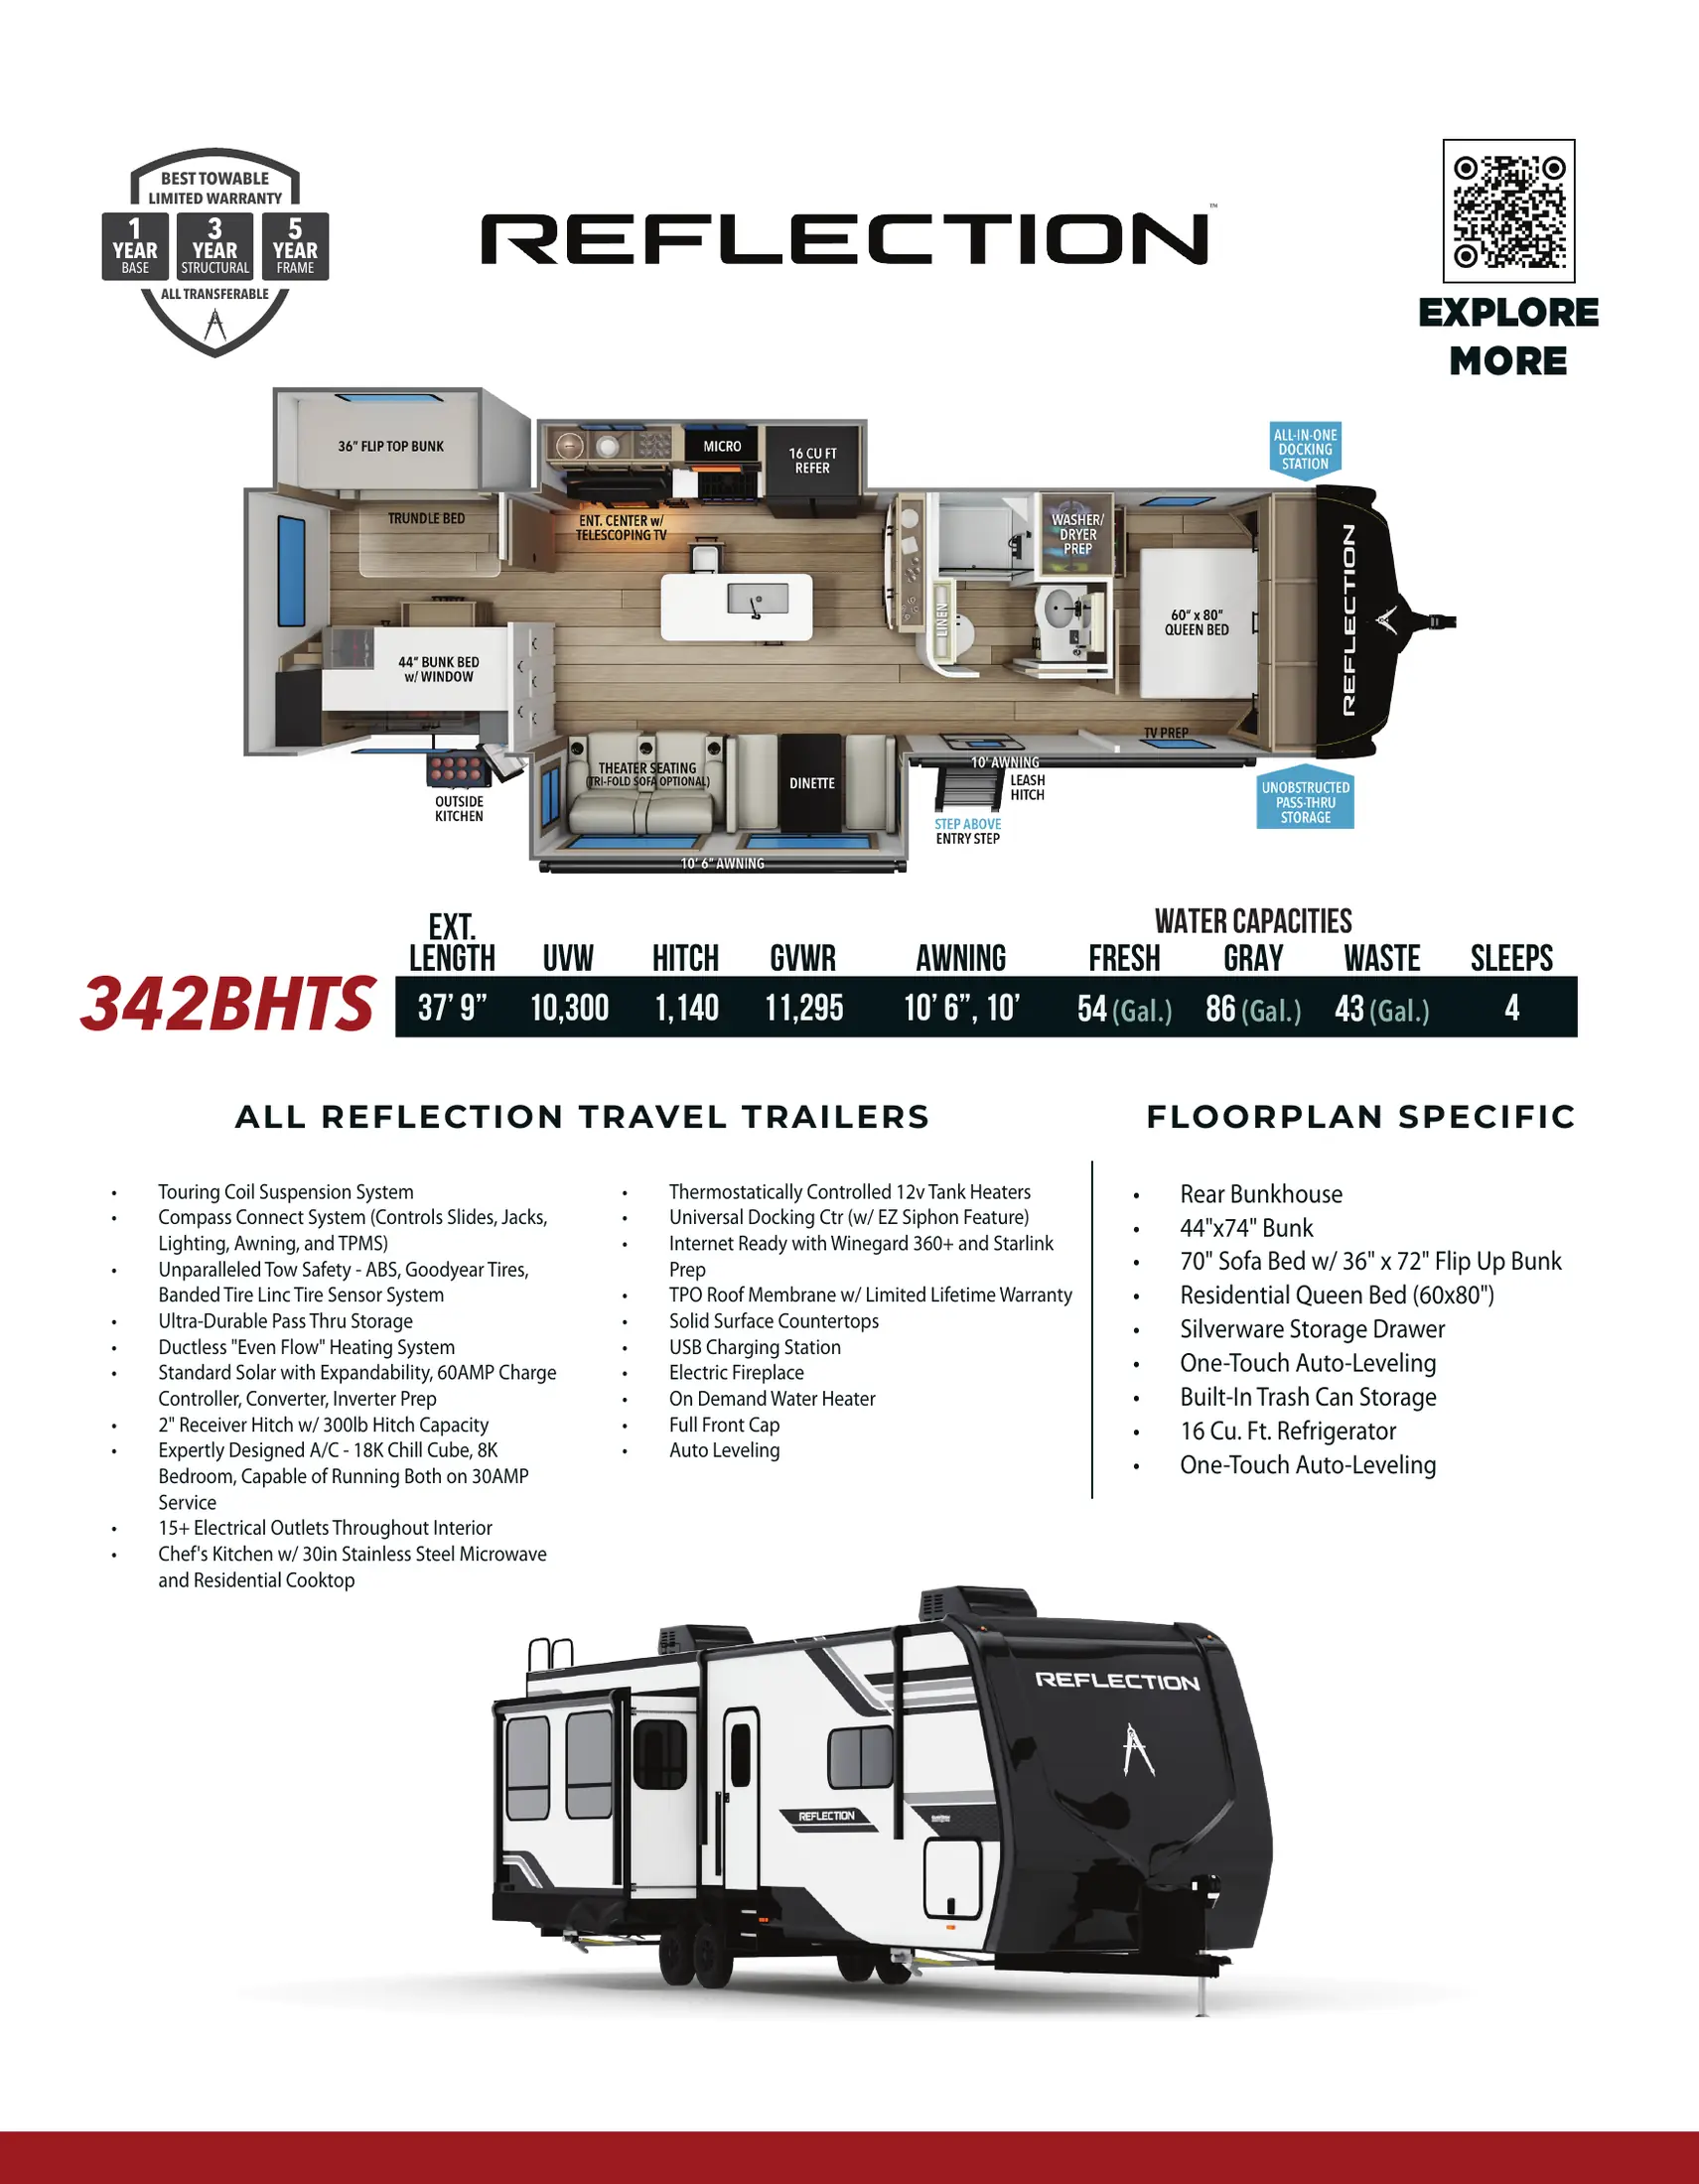 BEST TOWABLE
LIMITED WARRANTY
1 YEAR BASE
3 YEAR STRUCTURAL
5 YEAR FRAME
ALL TRANSFERABLE
REFLECTION™
EXPLORE
MORE
36" FLIP TOP BUNK
TRUNDLE BED
ENT. CENTER w/
TELESCOPING TV
MICRO
16 CU FT
REFER
LINEN
WASHER/
DRYER
PREP
60" x 80"
QUEEN BED
ALL-IN-ONE
DOCKING
STATION
REFLECTION
44" BUNK BED
w/ WINDOW
OUTSIDE
KITCHEN
THEATER SEATING
(TRI-FOLD SOFA OPTIONAL)
DINETTE
10' 6" AWNING
TV PREP
10' AWNING
LEASH
HITCH
STEP ABOVE
ENTRY STEP
UNOBSTRUCTED
PASS-THRU
STORAGE
WATER CAPACITIES
EXT.
LENGTH UVW HITCH GVWR AWNING FRESH GRAY WASTE SLEEPS
342BHTS 37' 9" 10,300 1,140 11,295 10' 6", 10' 54 (Gal.) 86 (Gal.) 43 (Gal.) 4
ALL REFLECTION TRAVEL TRAILERS
• Touring Coil Suspension System
• Compass Connect System (Controls Slides, Jacks,
Lighting, Awning, and TPMS)
• Unparalleled Tow Safety - ABS, Goodyear Tires,
Banded Tire Linc Tire Sensor System
• Ultra-Durable Pass Thru Storage
• Ductless "Even Flow" Heating System
• Standard Solar with Expandability, 60AMP Charge
Controller, Converter, Inverter Prep
• 2" Receiver Hitch w/ 300lb Hitch Capacity
• Expertly Designed A/C - 18K Chill Cube, 8K
Bedroom, Capable of Running Both on 30AMP
Service
• 15+ Electrical Outlets Throughout Interior
• Chef's Kitchen w/ 30in Stainless Steel Microwave
and Residential Cooktop
• Thermostatically Controlled 12v Tank Heaters
• Universal Docking Ctr (w/ EZ Siphon Feature)
• Internet Ready with Winegard 360+ and Starlink
Prep
• TPO Roof Membrane w/ Limited Lifetime Warranty
• Solid Surface Countertops
• USB Charging Station
• Electric Fireplace
• On Demand Water Heater
• Full Front Cap
• Auto Leveling
FLOORPLAN SPECIFIC
• Rear Bunkhouse
• 44"x74" Bunk
• 70" Sofa Bed w/ 36" x 72" Flip Up Bunk
• Residential Queen Bed (60x80")
• Silverware Storage Drawer
• One-Touch Auto-Leveling
• Built-In Trash Can Storage
• 16 Cu. Ft. Refrigerator
• One-Touch Auto-Leveling
REFLECTION
REFLECTION